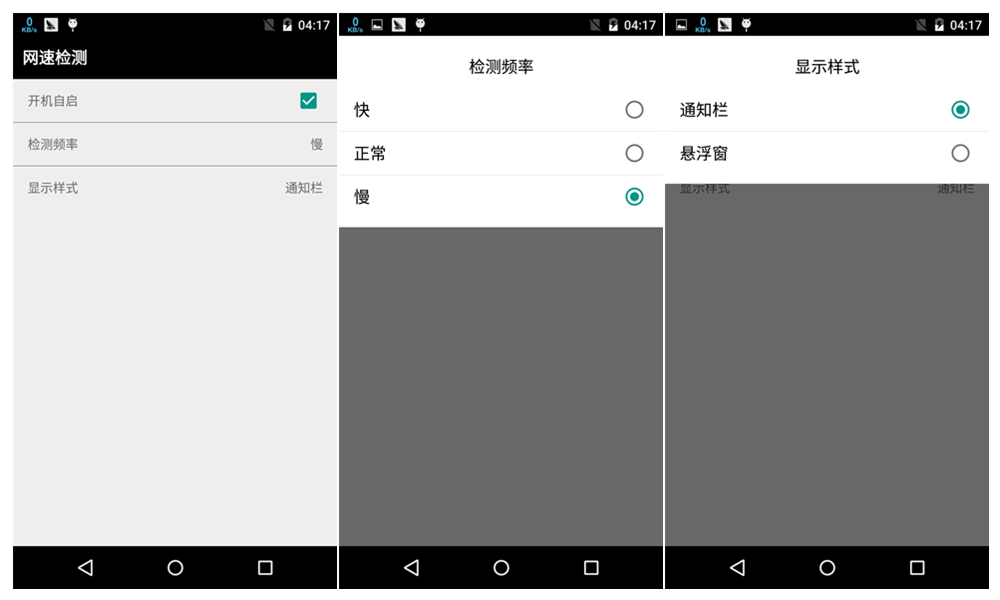 0
KB/s
04:17
网速检测
开机自启
检测频率
慢
显示样式
通知栏
0
KB/s
04:17
检测频率
快
正常
慢
0
KB/s
04:17
显示样式
通知栏
悬浮窗
显示样式
通知栏